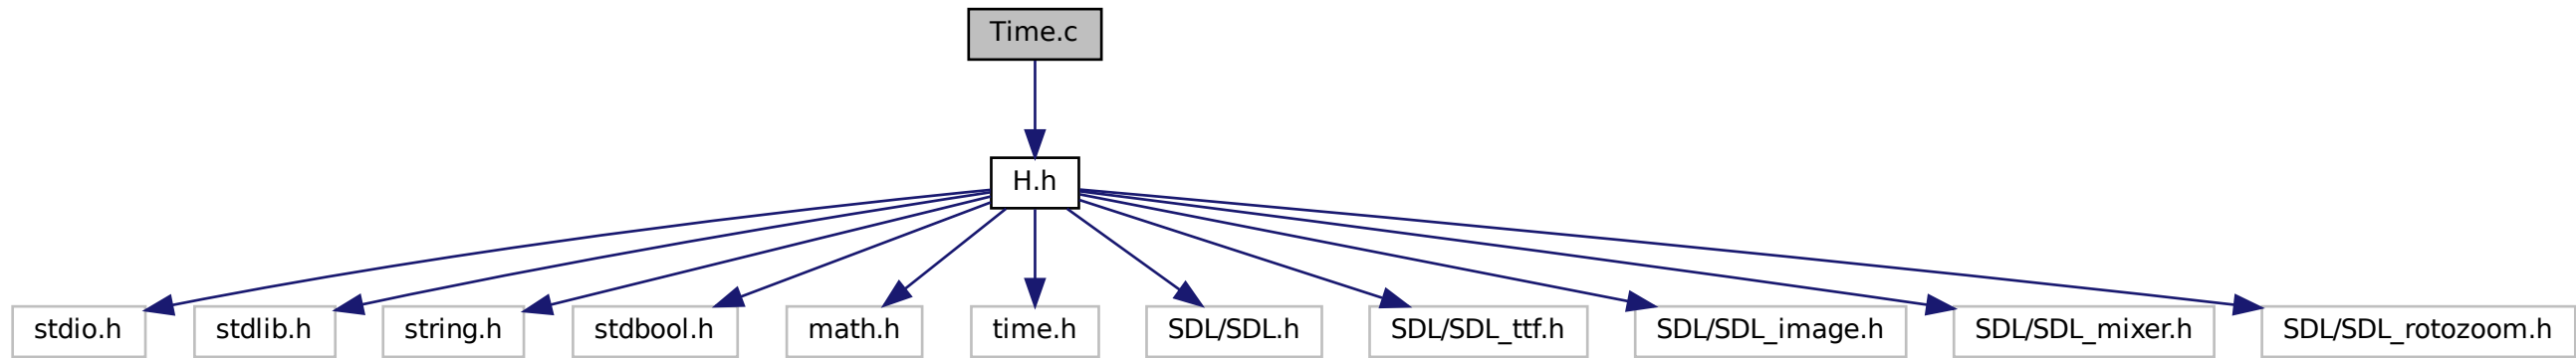 Time.c
H.h
stdio.h
stdlib.h
string.h
stdbool.h
math.h
time.h
SDL/SDL.h
SDL/SDL_ttf.h
SDL/SDL_image.h
SDL/SDL_mixer.h
SDL/SDL_rotozoom.h